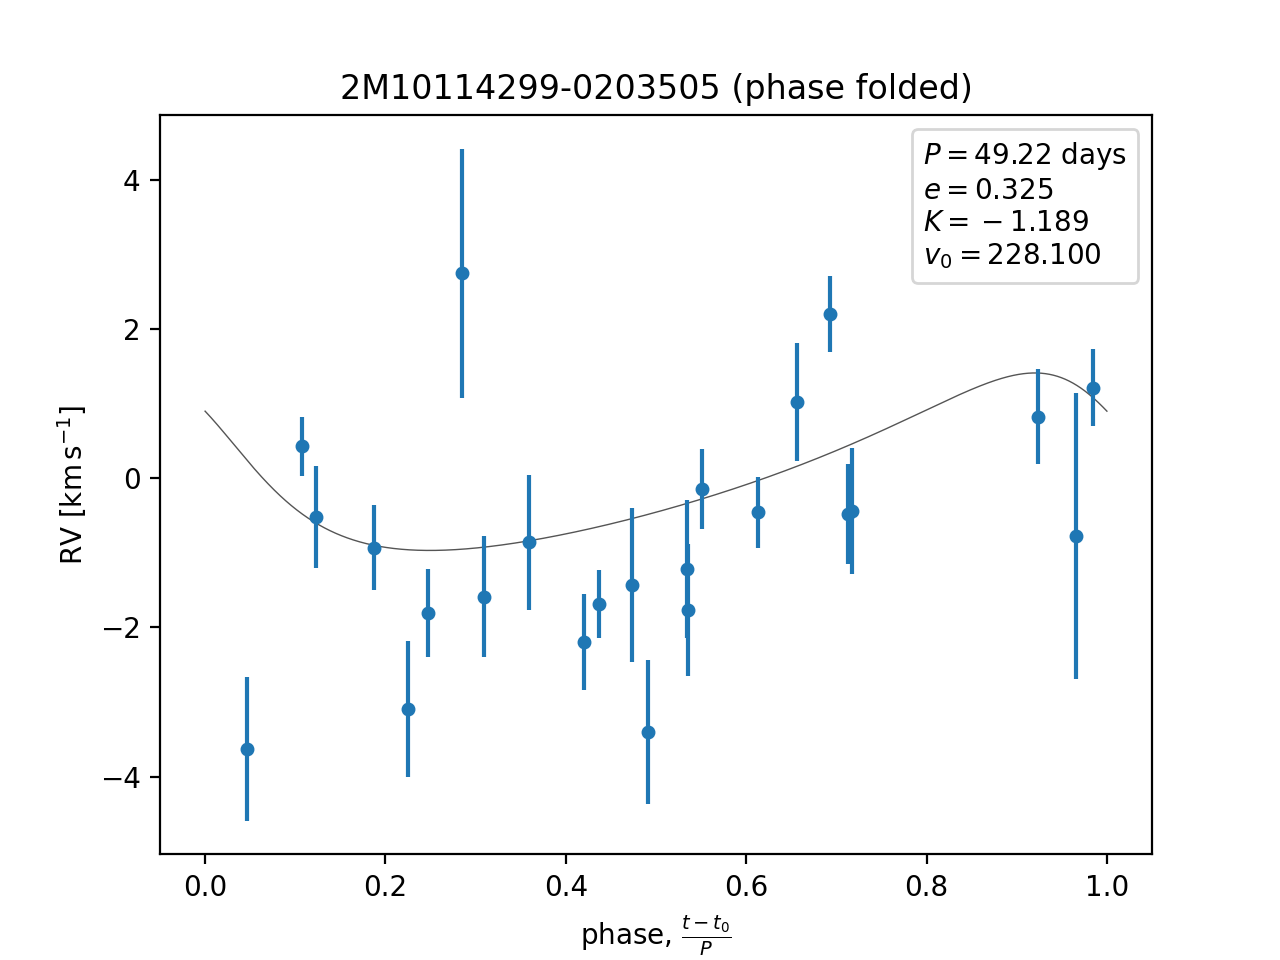 2M10114299-0203505 (phase folded)
P = 49.22 days
e = 0.325
K = −1.189
v₀ = 228.100
RV [km s⁻¹]
4
2
0
−2
−4
0.0 0.2 0.4 0.6 0.8 1.0
phase, (t − t₀)/P